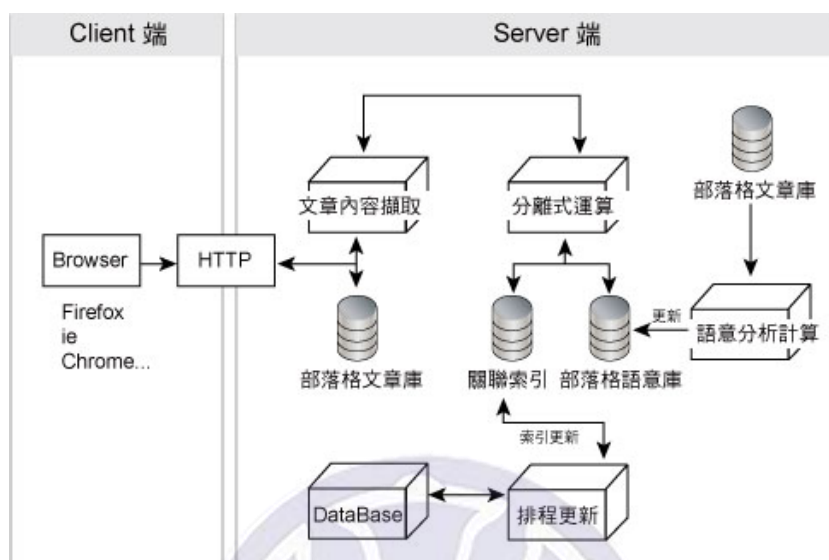 Client 端
Server 端
部落格文章庫
文章內容擷取
分離式運算
Browser
HTTP
Firefox
ie
Chrome...
更新
語意分析計算
部落格文章庫
關聯索引
部落格語意庫
索引更新
DataBase
排程更新